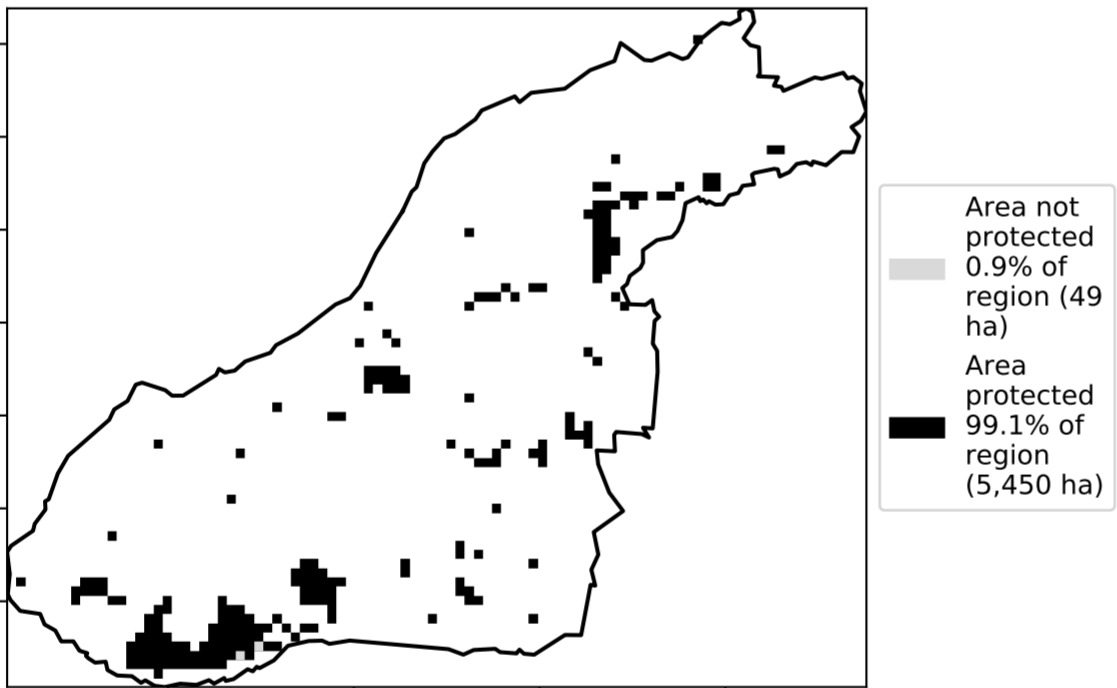 Area not
protected
0.9% of
region (49
ha)
Area
protected
99.1% of
region
(5,450 ha)